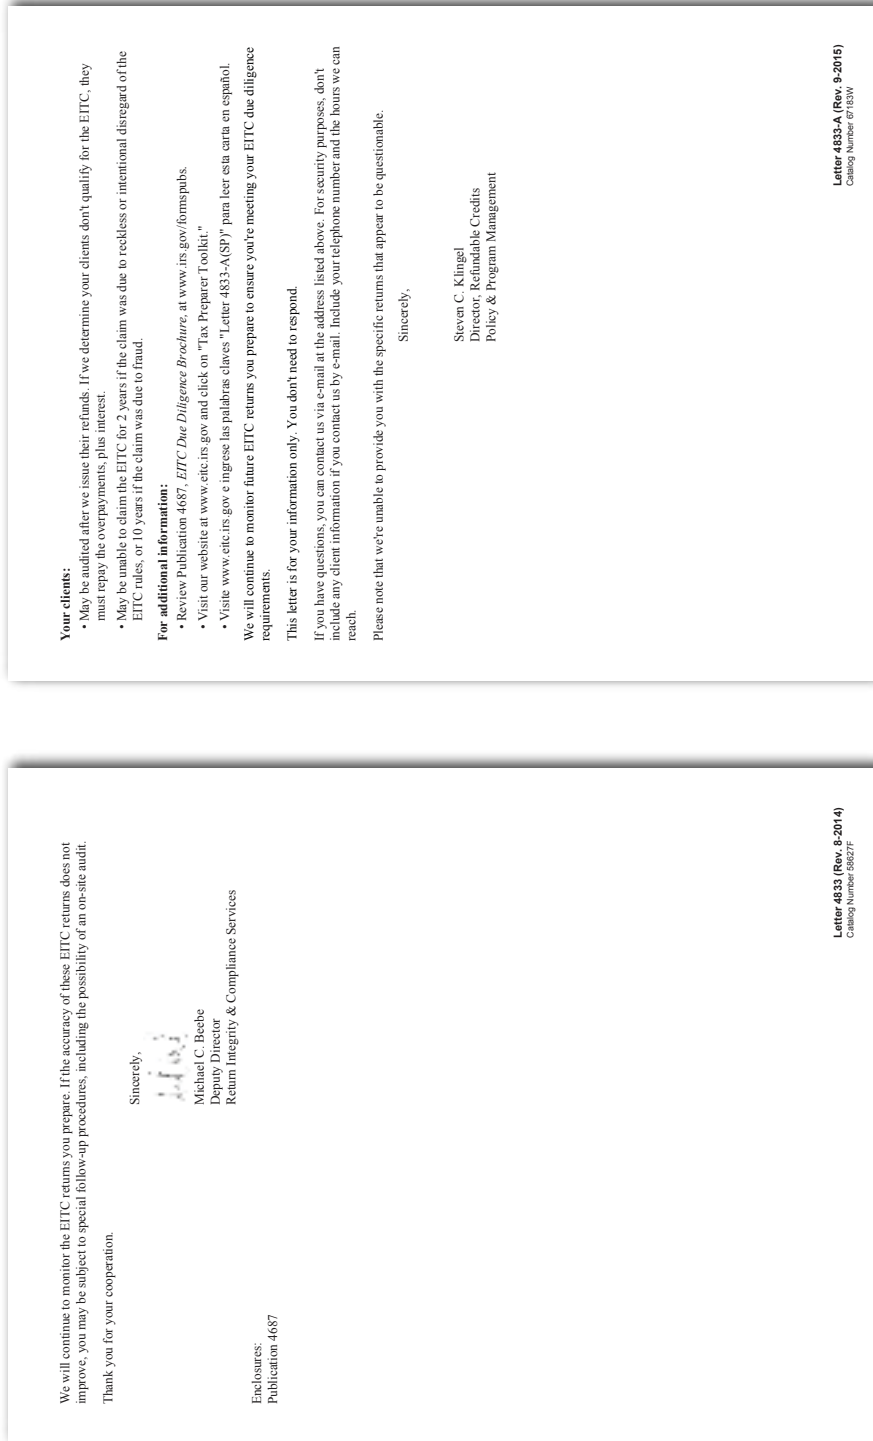 We will continue to monitor the EITC returns you prepare. If the accuracy of these EITC returns does not
improve, you may be subject to special follow-up procedures, including the possibility of an on-site audit.
Thank you for your cooperation.
Sincerely,
Michael C. Beebe
Deputy Director
Return Integrity & Compliance Services
Enclosures:
Publication 4687
Letter 4833 (Rev. 8-2014)
Catalog Number 58627F
Your clients:
• May be audited after we issue their refunds. If we determine your clients don't qualify for the EITC, they
must repay the overpayments, plus interest.
• May be unable to claim the EITC for 2 years if the claim was due to reckless or intentional disregard of the
EITC rules, or 10 years if the claim was due to fraud.
For additional information:
• Review Publication 4687, EITC Due Diligence Brochure, at www.irs.gov/formspubs.
• Visit our website at www.eitc.irs.gov and click on "Tax Preparer Toolkit."
• Visite www.eitc.irs.gov e ingrese las palabras claves "Letter 4833-A(SP)" para leer esta carta en español.
We will continue to monitor future EITC returns you prepare to ensure you're meeting your EITC due diligence
requirements.
This letter is for your information only. You don't need to respond.
If you have questions, you can contact us via e-mail at the address listed above. For security purposes, don't
include any client information if you contact us by e-mail. Include your telephone number and the hours we can
reach.
Please note that we're unable to provide you with the specific returns that appear to be questionable.
Sincerely,
Steven C. Klingel
Director, Refundable Credits
Policy & Program Management
Letter 4833-A (Rev. 9-2015)
Catalog Number 67183W